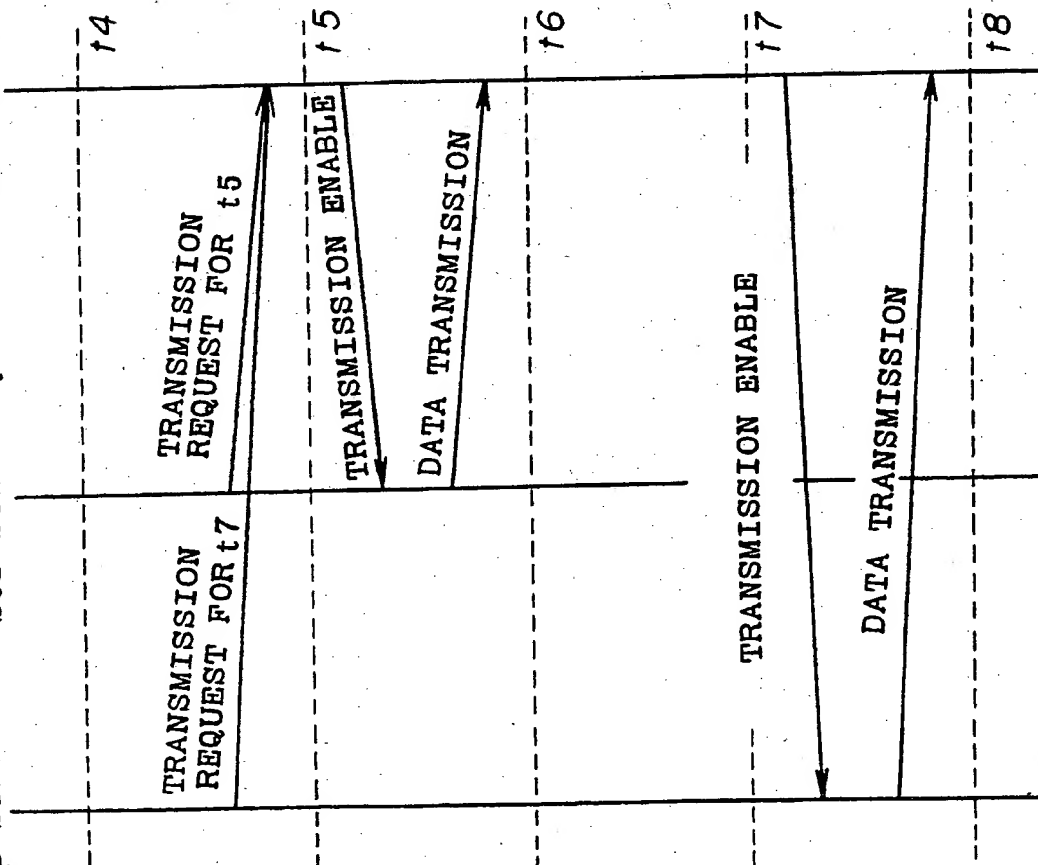 t4
TRANSMISSION
REQUEST FOR t5
TRANSMISSION
REQUEST FOR t7
t5
TRANSMISSION ENABLE
DATA TRANSMISSION
t6
t7
TRANSMISSION ENABLE
DATA TRANSMISSION
t8